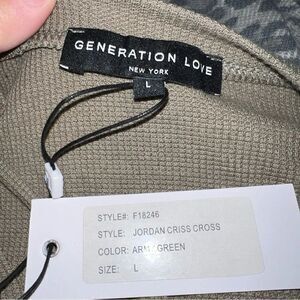 GENERATION LOVE
NEW YORK
L
STYLE#: F18246
STYLE: JORDAN CRISS CROSS
COLOR: ARMY GREEN
SIZE: L